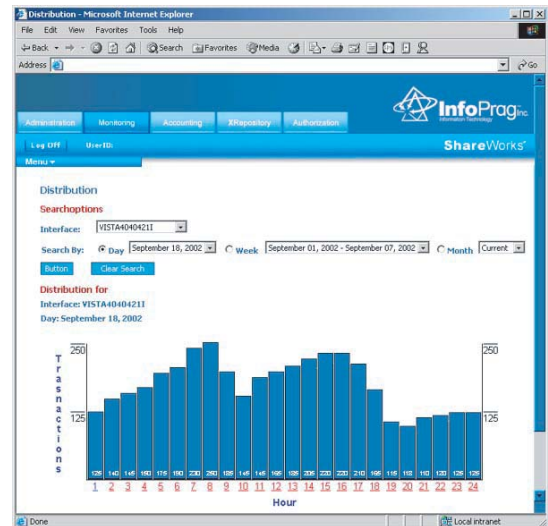 Distribution - Microsoft Internet Explorer
File Edit View Favorites Tools Help
Back Search Favorites Media
Address Go
InfoPrag Inc.
Information Technology
Administration Monitoring Accounting XRepository Authorization
Log Off UserID: ShareWorks
Menu
Distribution
Searchoptions
Interface: VISTA4040421I
Search By: Day September 18, 2002 Week September 01, 2002 - September 07, 2002 Month Current
Button Clear Search
Distribution for
Interface: VISTA4040421I
Day: September 18, 2002
Trasnactions
250 250
125 125
1 2 3 4 5 6 7 8 9 10 11 12 13 14 15 16 17 18 19 20 21 22 23 24
Hour
Done Local intranet